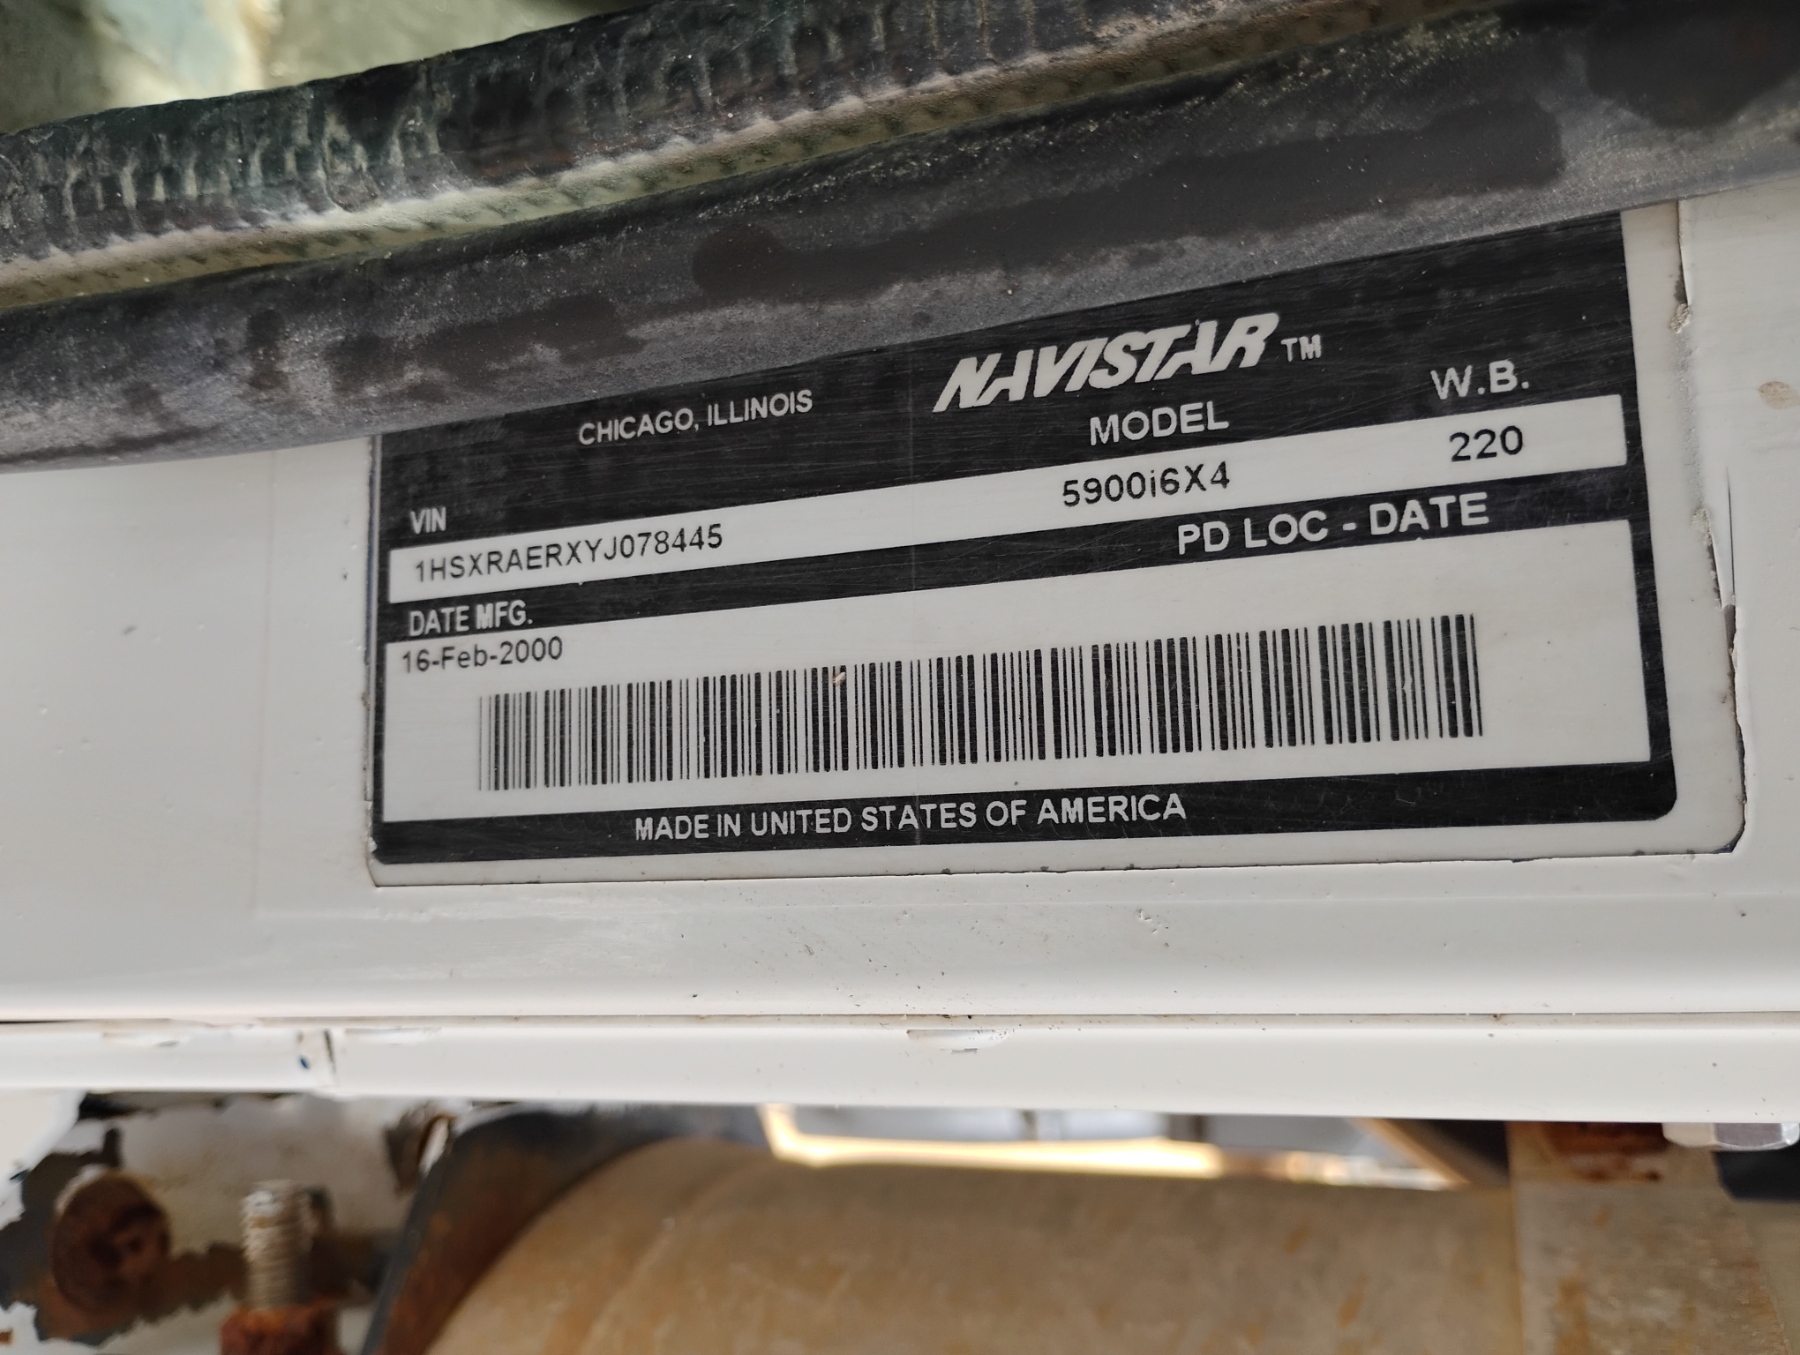 NAVISTAR™
CHICAGO, ILLINOIS
MODEL W.B.
VIN
1HSXRAERXYJ078445 5900i6X4 220
DATE MFG. PD LOC - DATE
16-Feb-2000
MADE IN UNITED STATES OF AMERICA